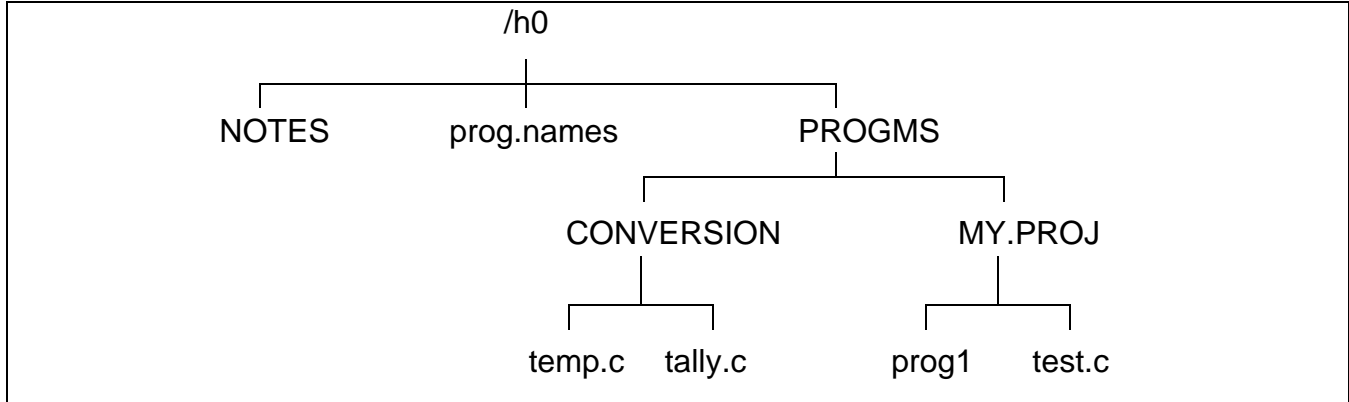 /h0
NOTES prog.names PROGMS
CONVERSION MY.PROJ
temp.c tally.c prog1 test.c